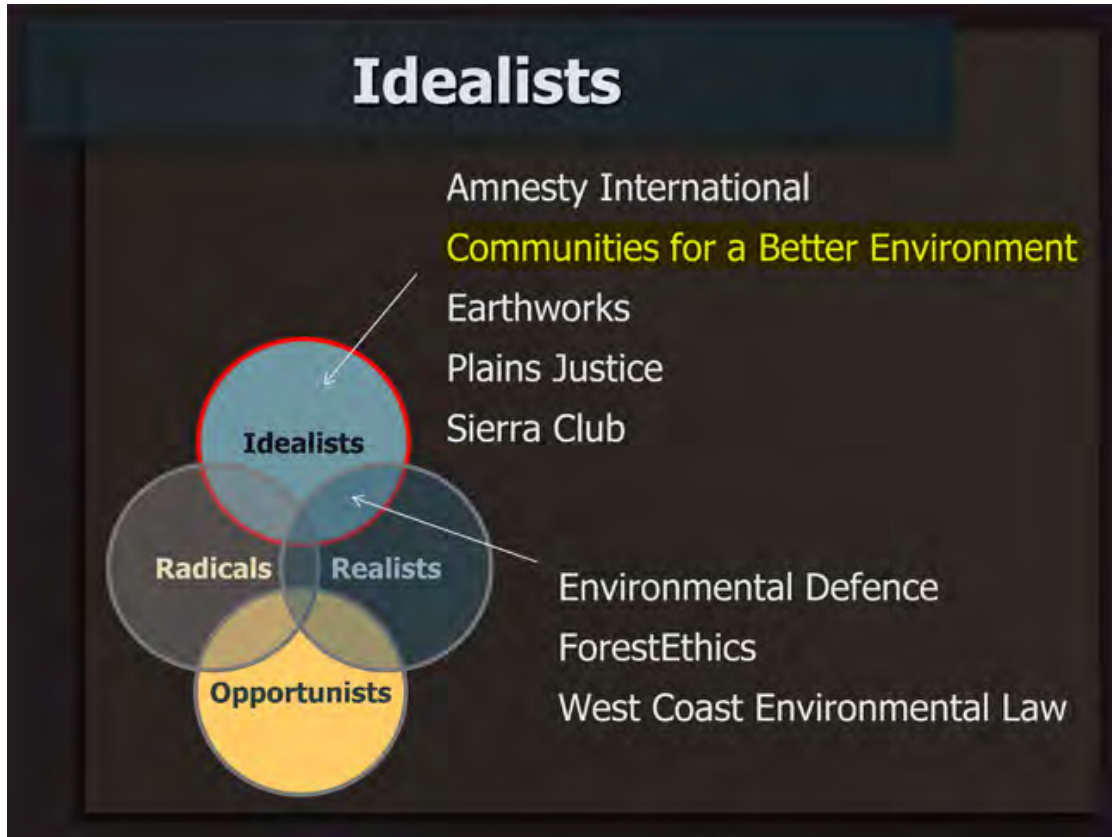 Idealists
Amnesty International
Communities for a Better Environment
Earthworks
Plains Justice
Sierra Club
Idealists
Radicals
Realists
Opportunists
Environmental Defence
ForestEthics
West Coast Environmental Law